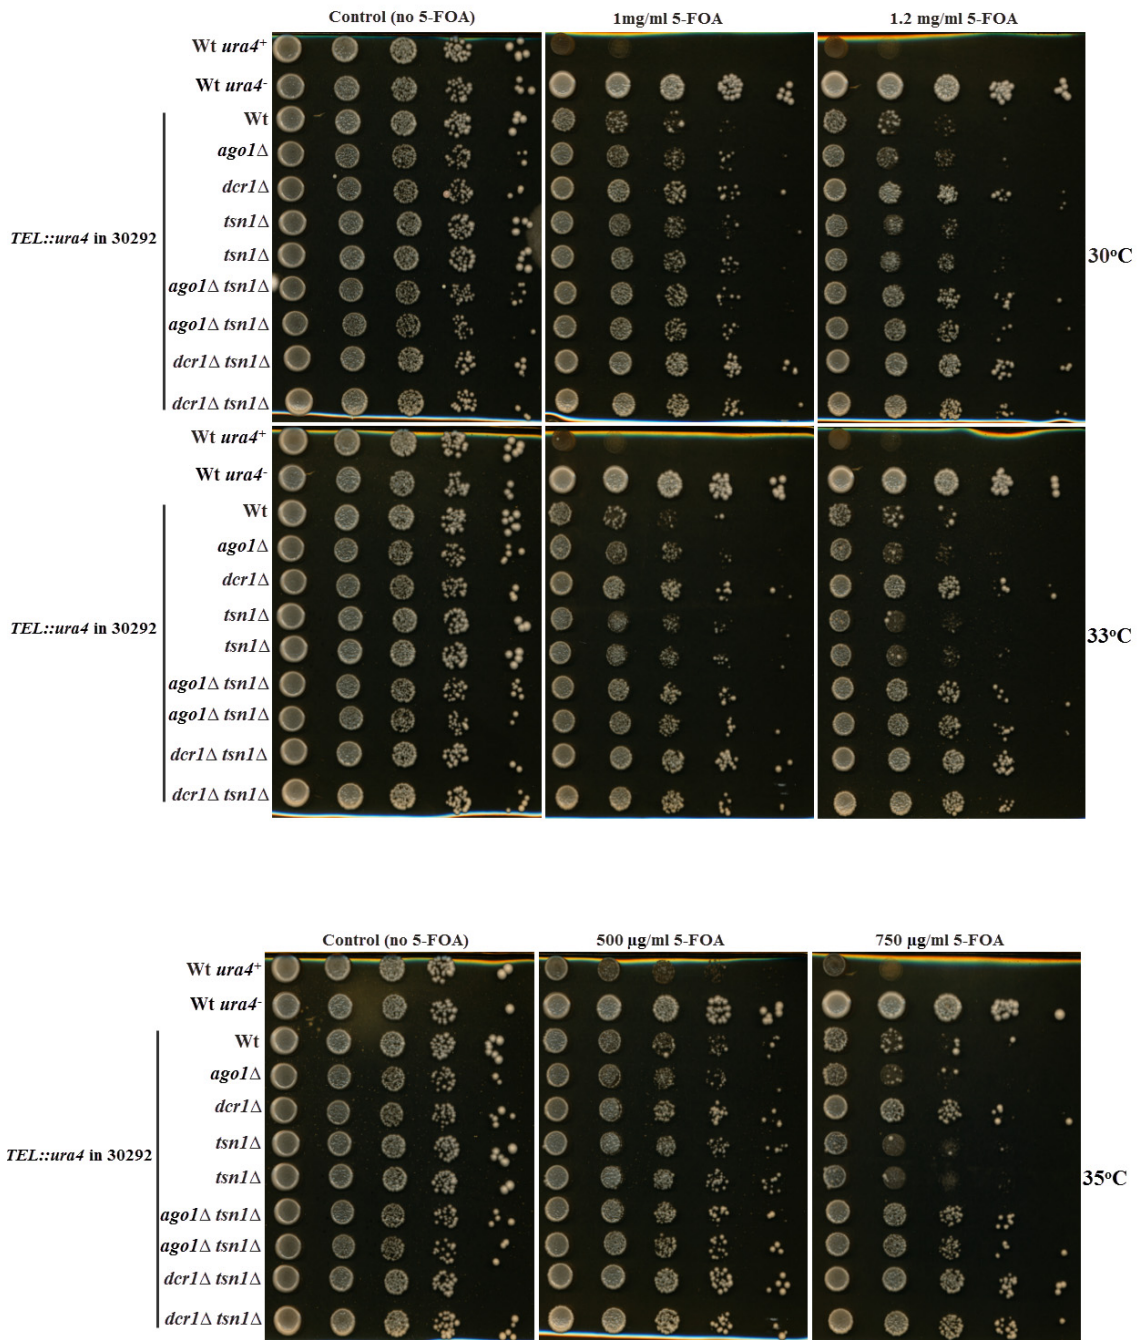 Control (no 5-FOA) 1mg/ml 5-FOA 1.2 mg/ml 5-FOA
Wt ura4⁺
Wt ura4⁻
Wt
ago1Δ
dcr1Δ
tsn1Δ
TEL::ura4 in 30292
tsn1Δ
30°C
ago1Δ tsn1Δ
ago1Δ tsn1Δ
dcr1Δ tsn1Δ
dcr1Δ tsn1Δ
Wt ura4⁺
Wt ura4⁻
Wt
ago1Δ
dcr1Δ
tsn1Δ
TEL::ura4 in 30292
33°C
tsn1Δ
ago1Δ tsn1Δ
ago1Δ tsn1Δ
dcr1Δ tsn1Δ
dcr1Δ tsn1Δ
Control (no 5-FOA) 500 µg/ml 5-FOA 750 µg/ml 5-FOA
Wt ura4⁺
Wt ura4⁻
Wt
ago1Δ
dcr1Δ
tsn1Δ
TEL::ura4 in 30292
tsn1Δ
35°C
ago1Δ tsn1Δ
ago1Δ tsn1Δ
dcr1Δ tsn1Δ
dcr1Δ tsn1Δ